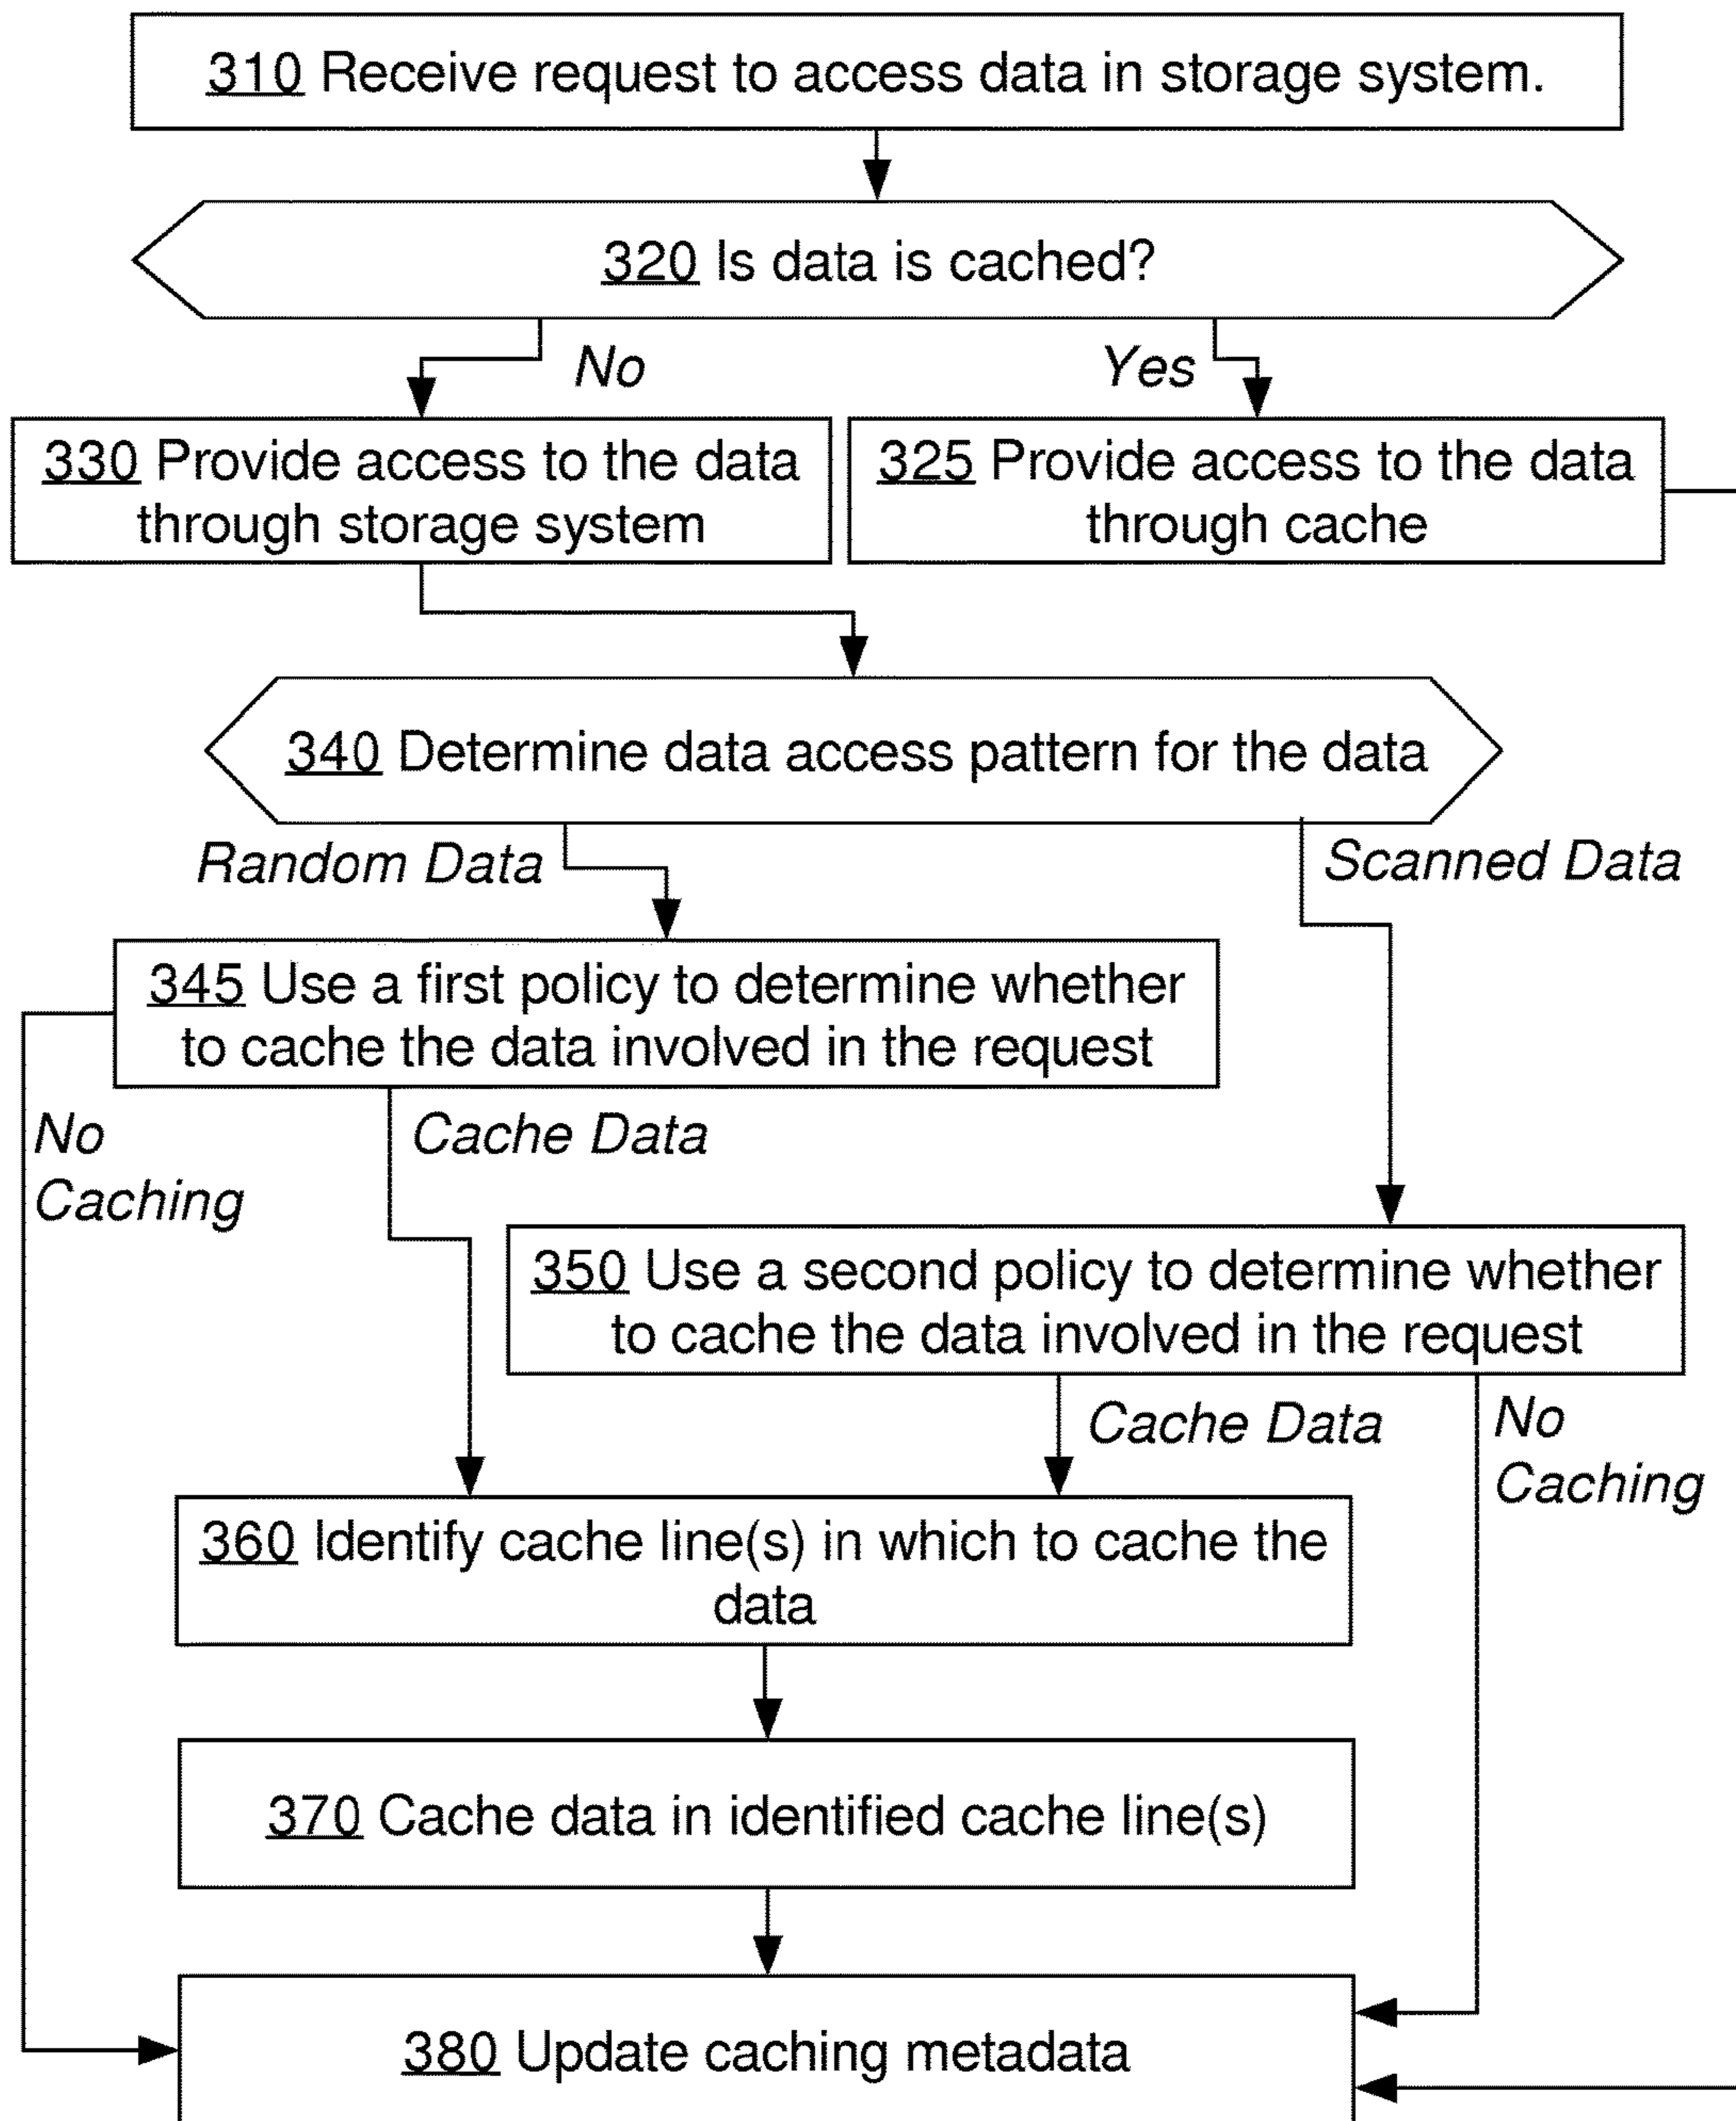 310 Receive request to access data in storage system.
320 Is data is cached?
No
Yes
330 Provide access to the data
through storage system
325 Provide access to the data
through cache
340 Determine data access pattern for the data
Random Data
Scanned Data
345 Use a first policy to determine whether
to cache the data involved in the request
No
Caching
Cache Data
350 Use a second policy to determine whether
to cache the data involved in the request
Cache Data
No
Caching
360 Identify cache line(s) in which to cache the
data
370 Cache data in identified cache line(s)
380 Update caching metadata